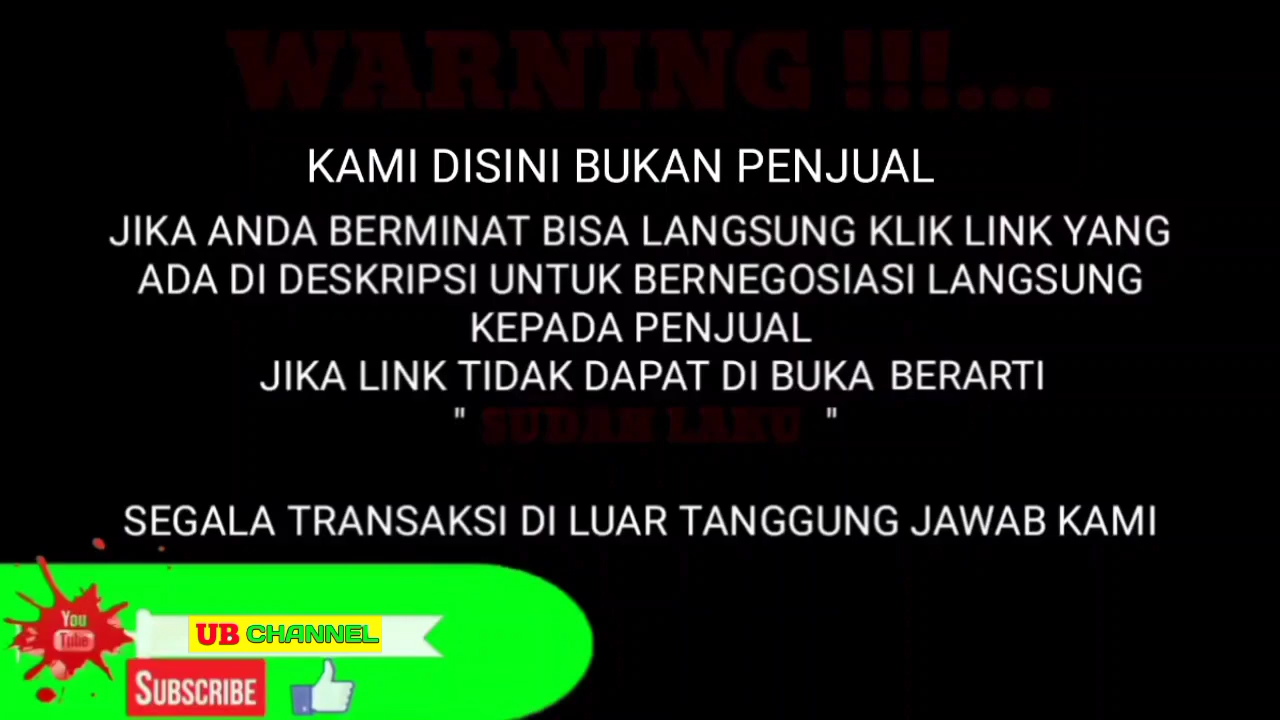 WARNING !!!...
KAMI DISINI BUKAN PENJUAL
JIKA ANDA BERMINAT BISA LANGSUNG KLIK LINK YANG
ADA DI DESKRIPSI UNTUK BERNEGOSIASI LANGSUNG
KEPADA PENJUAL
JIKA LINK TIDAK DAPAT DI BUKA BERARTI
" SUDAH LAKU "
SEGALA TRANSAKSI DI LUAR TANGGUNG JAWAB KAMI
You
Tube
UB CHANNEL
SUBSCRIBE